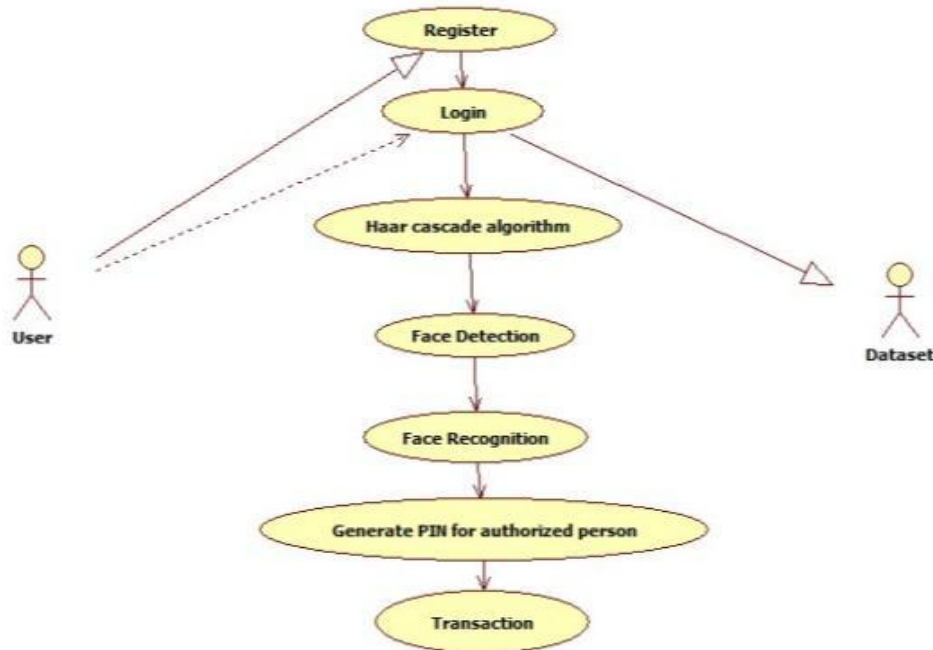 Register
Login
Haar cascade algorithm
User
Dataset
Face Detection
Face Recognition
Generate PIN for authorized person
Transaction